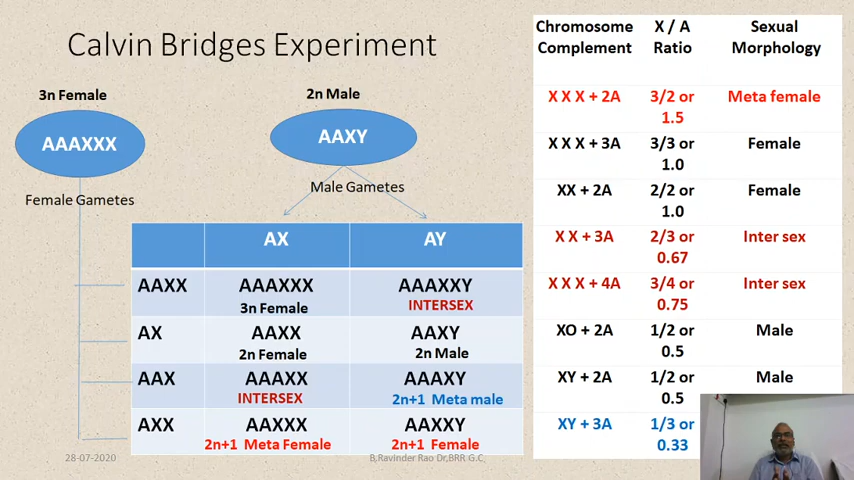 Calvin Bridges Experiment
3n Female
2n Male
AAAXXX
AAXY
Female Gametes
Male Gametes
AX AY
AAXX AAAXXX AAAXXY
3n Female INTERSEX
AX AAXX AAXY
2n Female 2n Male
AAX AAAXX AAAXY
INTERSEX 2n+1 Meta male
AXX AAXXX AAXXY
2n+1 Meta Female 2n+1 Female
28-07-2020 B,Ravinder Rao Dr,BRR G.C
Chromosome X / A Sexual
Complement Ratio Morphology
X X X + 2A 3/2 or Meta female
1.5
X X X + 3A 3/3 or Female
1.0
XX + 2A 2/2 or Female
1.0
X X + 3A 2/3 or Inter sex
0.67
X X X + 4A 3/4 or Inter sex
0.75
XO + 2A 1/2 or Male
0.5
XY + 2A 1/2 or Male
0.5
XY + 3A 1/3 or
0.33